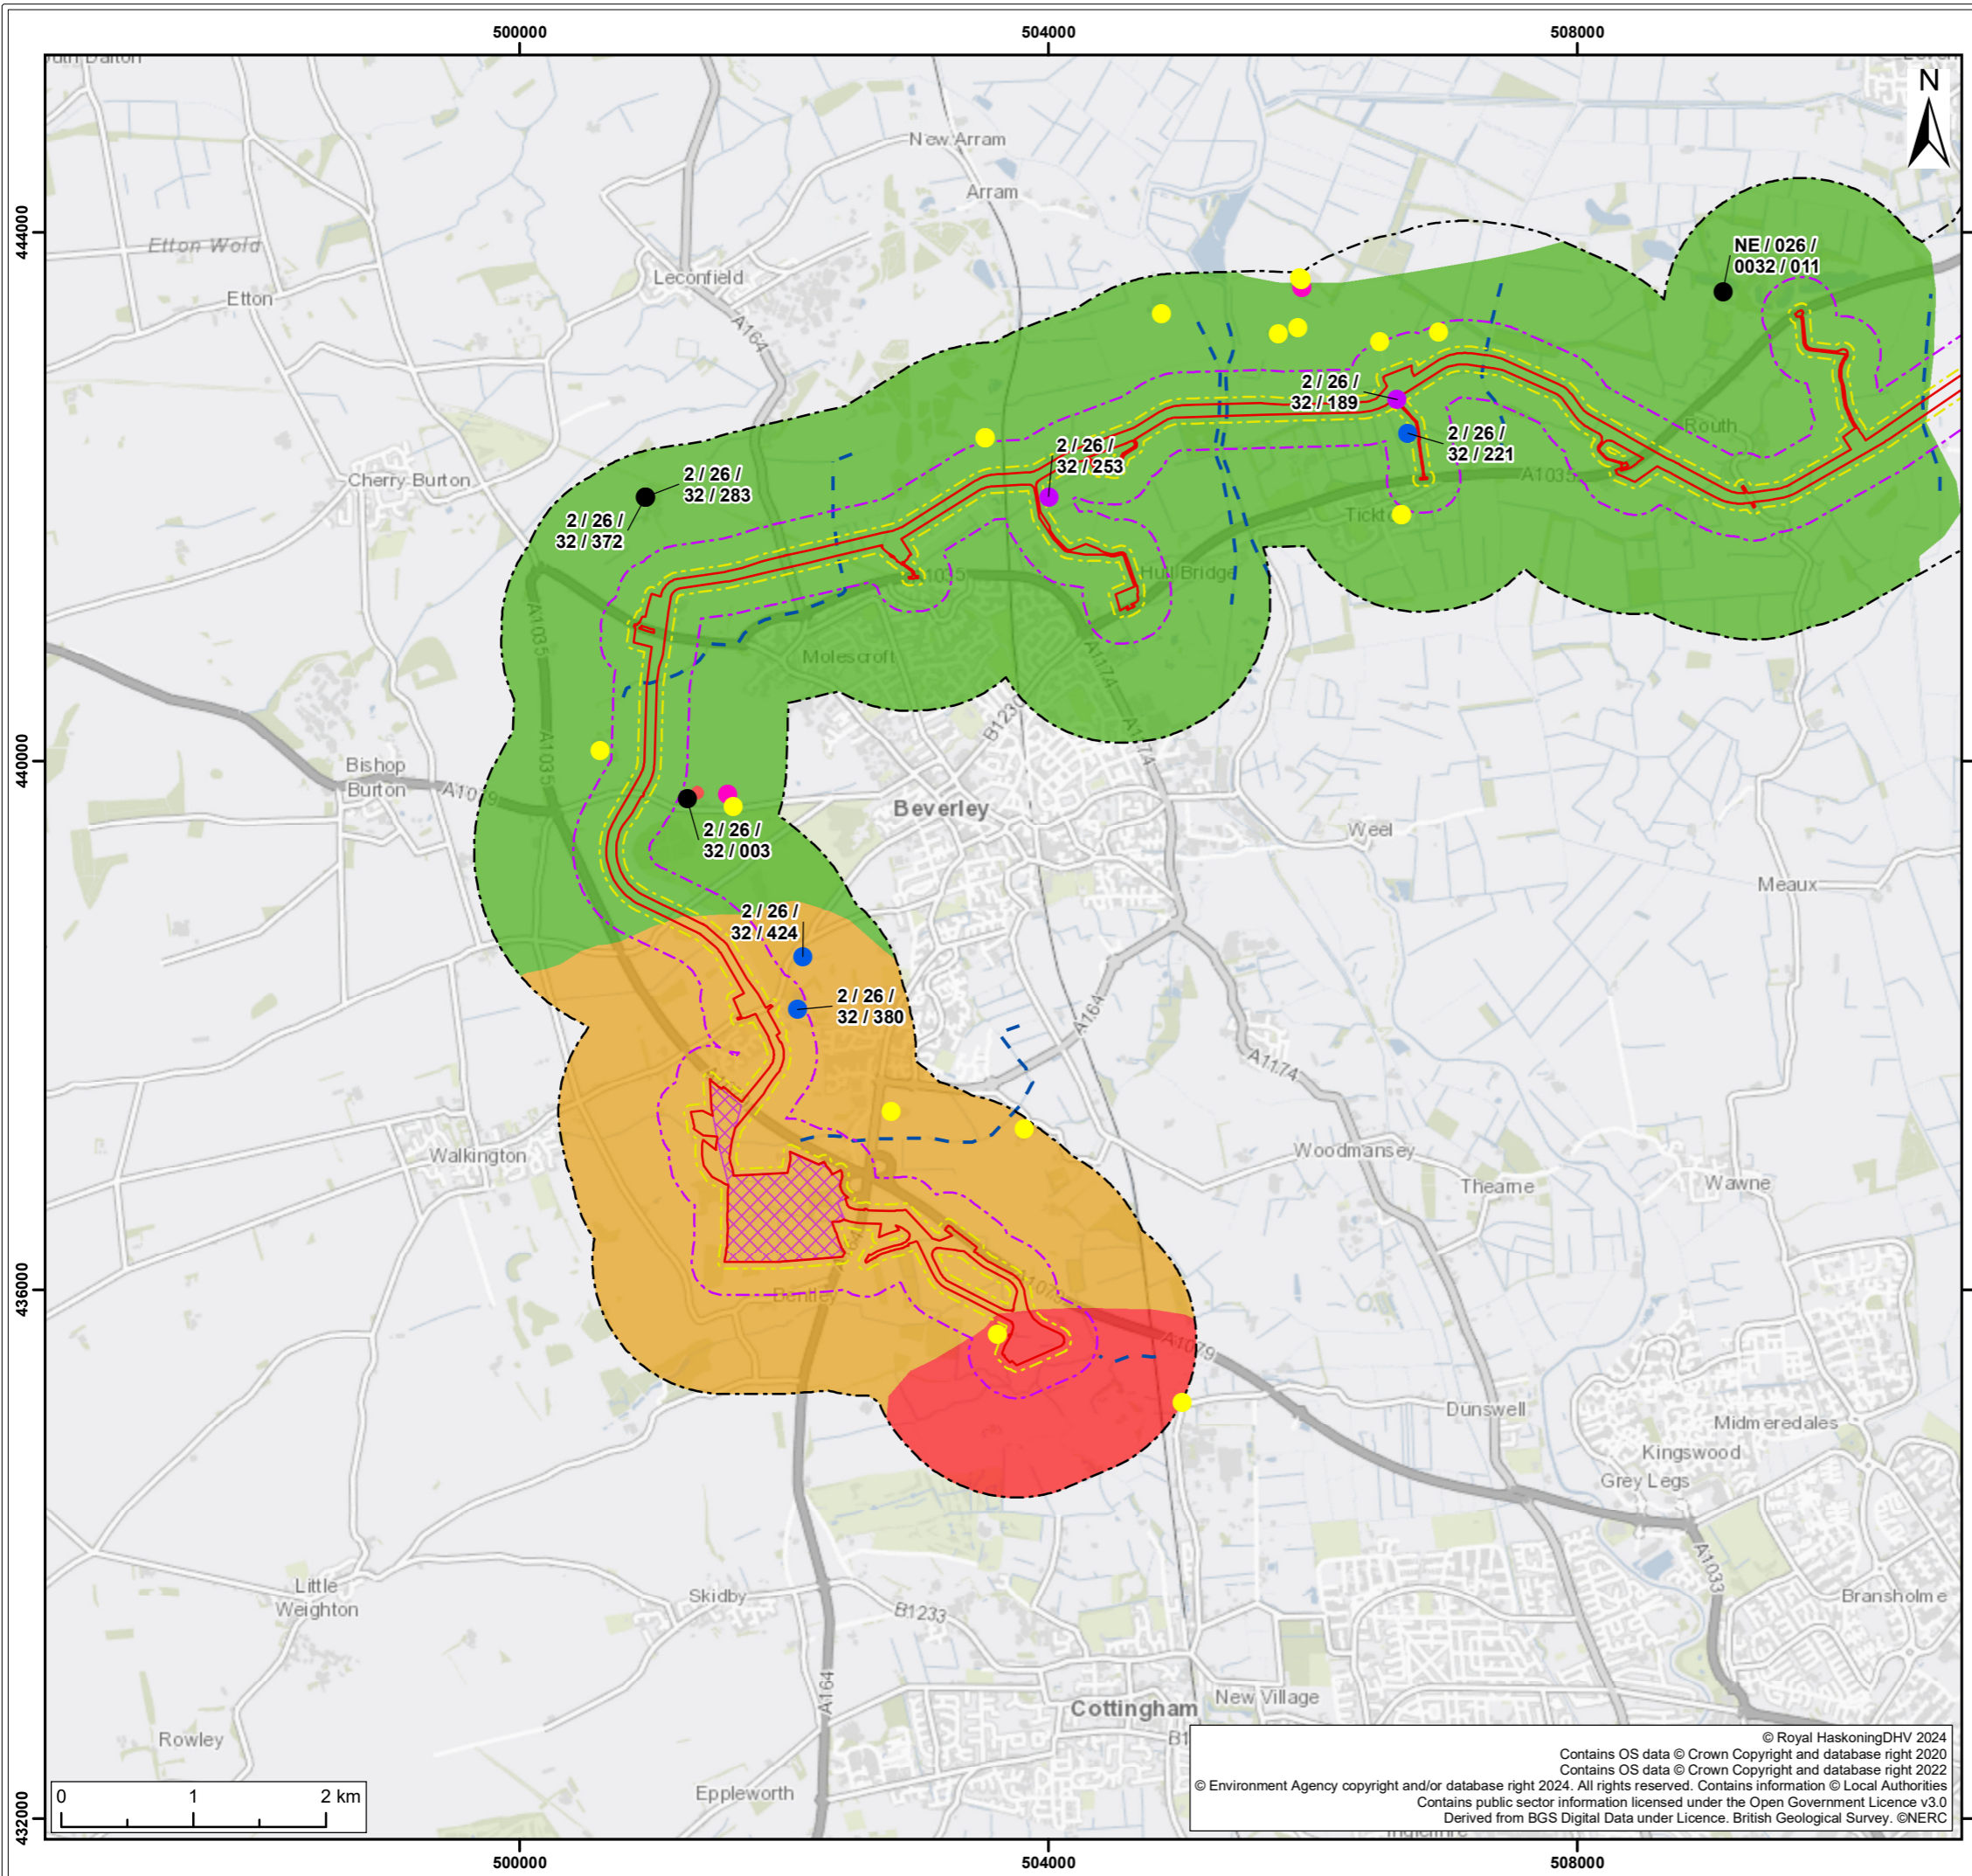 500000
504000
508000
444000
440000
436000
432000
N
New Arram
Arram
Etton Wold
Leconfield
Etton
A164
NE / 026 /
0032 / 011
2 / 26 /
32 / 189
2 / 26 /
32 / 221
2 / 26 /
32 / 253
Routh
A1035
Cherry Burton
2 / 26 /
32 / 283
2 / 26 /
32 / 372
Hull Bridge
A1035
Molescroft
A1174
B1230
A1174
A1035
Bishop
Burton
A1079
Beverley
Weel
2 / 26 /
32 / 003
Meaux
2 / 26 /
32 / 424
2 / 26 /
32 / 380
A164
A1174
Walkington
Woodmansey
Thearne
Wawne
Bentley
A1079
A1079
Dunswell
Midmeredales
Kingswood
Grey Legs
A1033
Little
Weighton
Skidby
B1233
Bransholme
A164
Cottingham
New Village
Rowley
Eppleworth
0 1 2 km
© Royal HaskoningDHV 2024
Contains OS data © Crown Copyright and database right 2020
Contains OS data © Crown Copyright and database right 2022
© Environment Agency copyright and/or database right 2024. All rights reserved. Contains information © Local Authorities
Contains public sector information licensed under the Open Government Licence v3.0
Derived from BGS Digital Data under Licence. British Geological Survey. ©NERC
500000
504000
508000